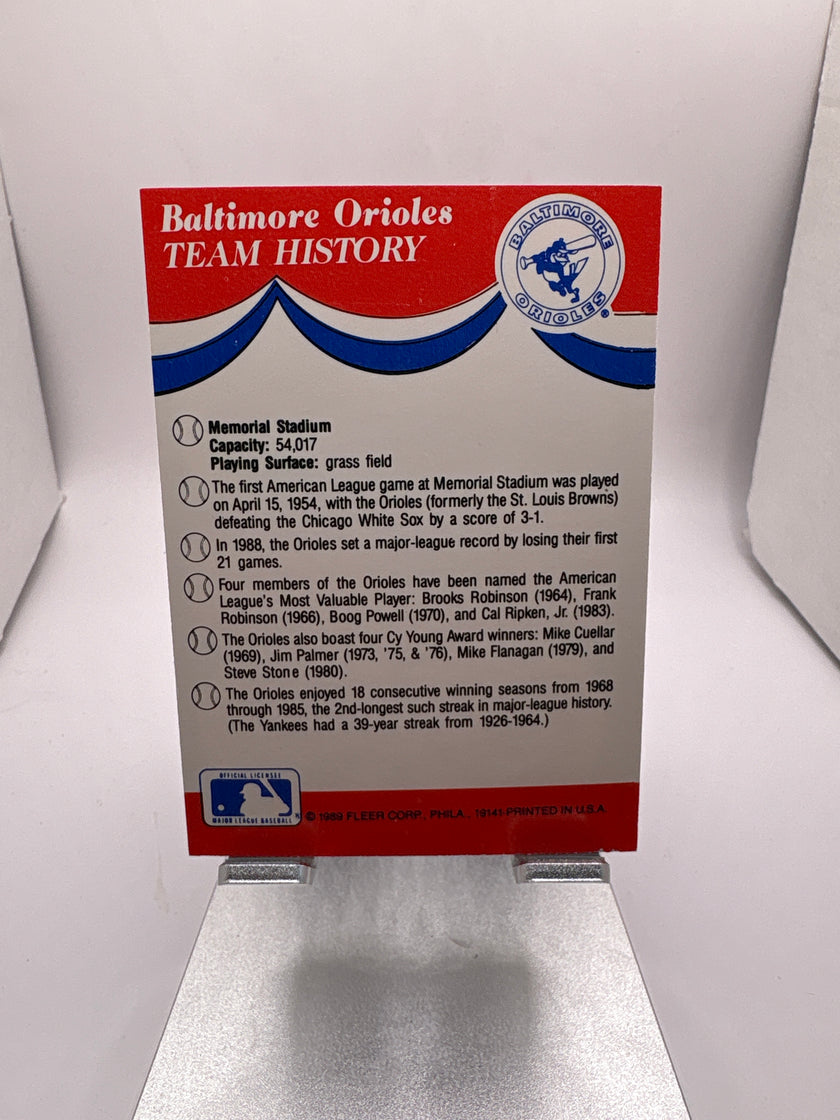 Baltimore Orioles
TEAM HISTORY
BALTIMORE
ORIOLES
®
Memorial Stadium
Capacity: 54,017
Playing Surface: grass field
The first American League game at Memorial Stadium was played
on April 15, 1954, with the Orioles (formerly the St. Louis Browns)
defeating the Chicago White Sox by a score of 3-1.
In 1988, the Orioles set a major-league record by losing their first
21 games.
Four members of the Orioles have been named the American
League's Most Valuable Player: Brooks Robinson (1964), Frank
Robinson (1966), Boog Powell (1970), and Cal Ripken, Jr. (1983).
The Orioles also boast four Cy Young Award winners: Mike Cuellar
(1969), Jim Palmer (1973, '75, & '76), Mike Flanagan (1979), and
Steve Stone (1980).
The Orioles enjoyed 18 consecutive winning seasons from 1968
through 1985, the 2nd-longest such streak in major-league history.
(The Yankees had a 39-year streak from 1926-1964.)
OFFICIAL LICENSEE
MAJOR LEAGUE BASEBALL ®
© 1989 FLEER CORP., PHILA., 19141 PRINTED IN U.S.A.